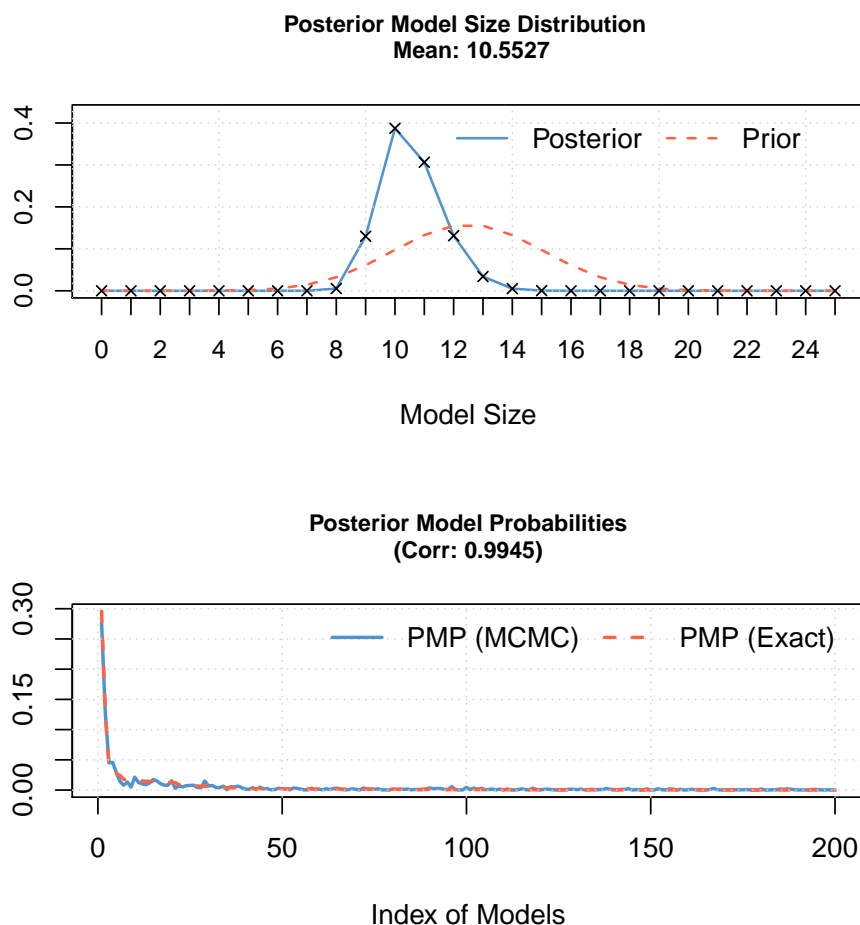 Posterior Model Size Distribution
Mean: 10.5527
0.4
0.2
0.0
Posterior Prior
0 2 4 6 8 10 12 14 16 18 20 22 24
Model Size
Posterior Model Probabilities
(Corr: 0.9945)
0.30
0.15
0.00
PMP (MCMC) PMP (Exact)
0 50 100 150 200
Index of Models